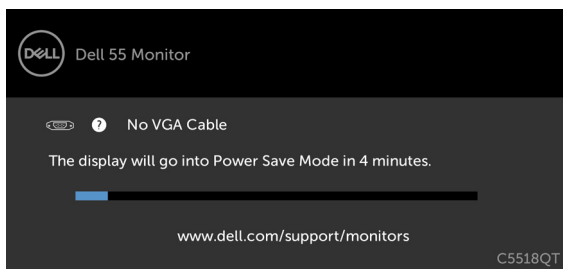 DELL
Dell 55 Monitor
? No VGA Cable
The display will go into Power Save Mode in 4 minutes.
www.dell.com/support/monitors
C5518QT